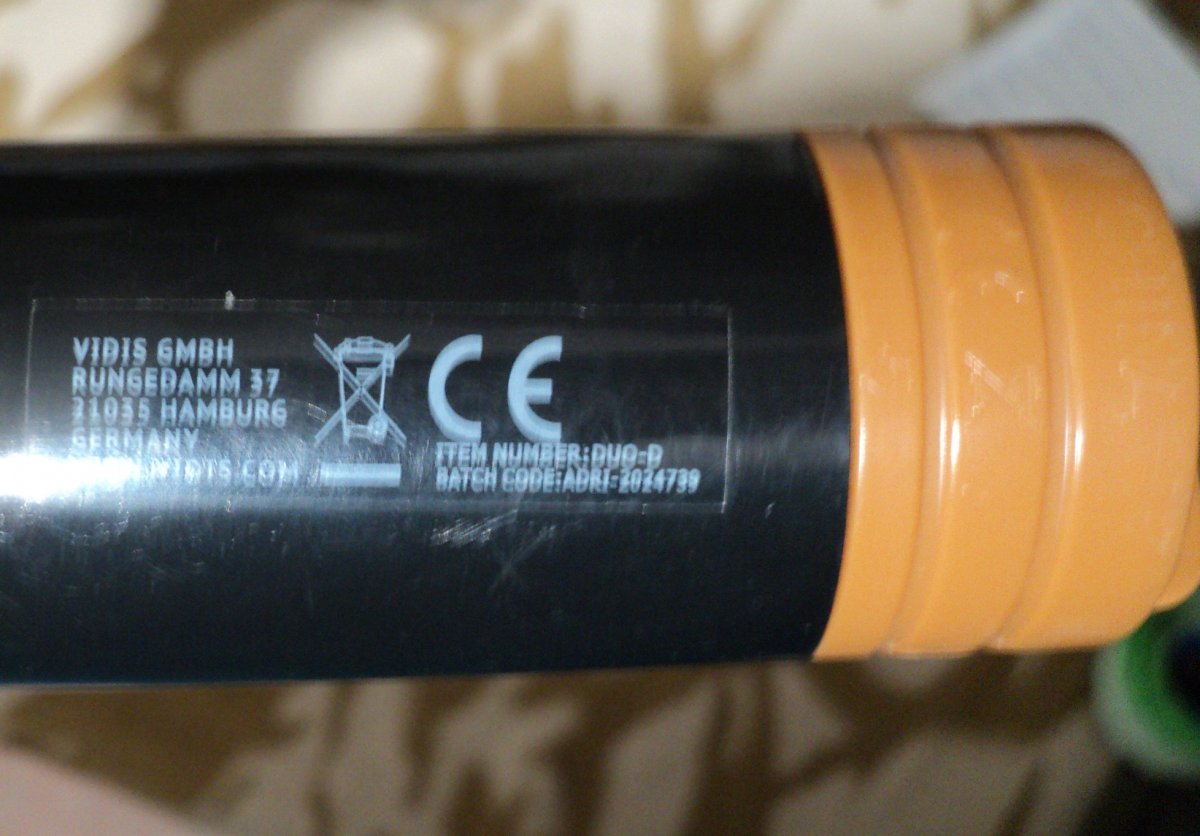 VIDIS GMBH
RUNGEDAMM 37
21035 HAMBURG
GERMANY
CE
ITEM NUMBER:DUO-D
BATCH CODE:ADRI-2024739